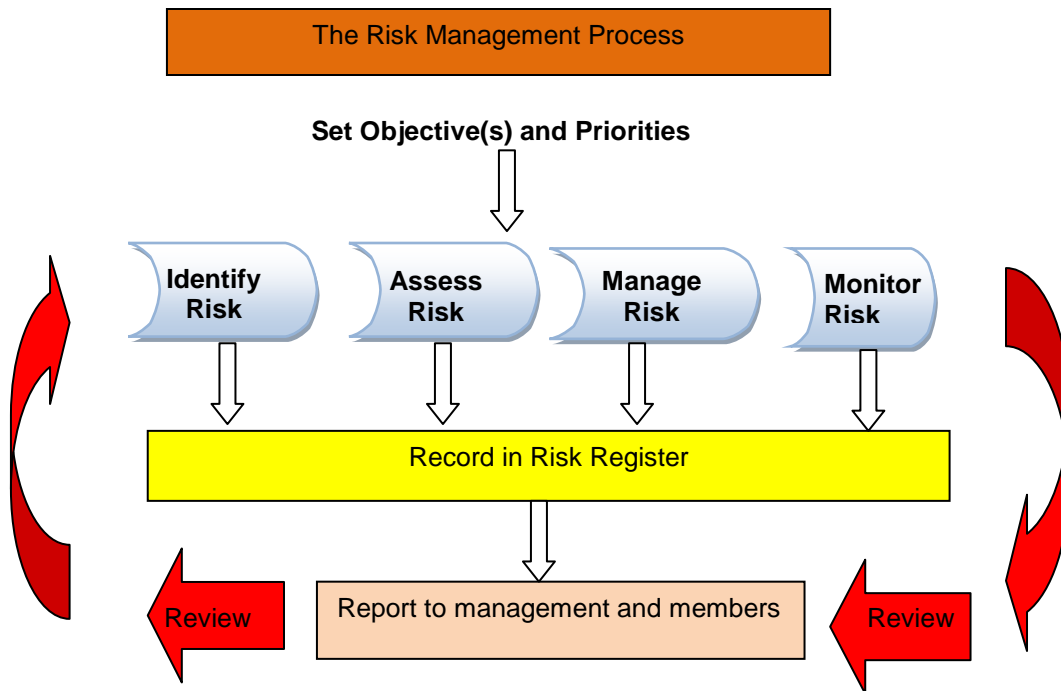 The Risk Management Process
Set Objective(s) and Priorities
Identify
Risk
Assess
Risk
Manage
Risk
Monitor
Risk
Record in Risk Register
Report to management and members
Review
Review